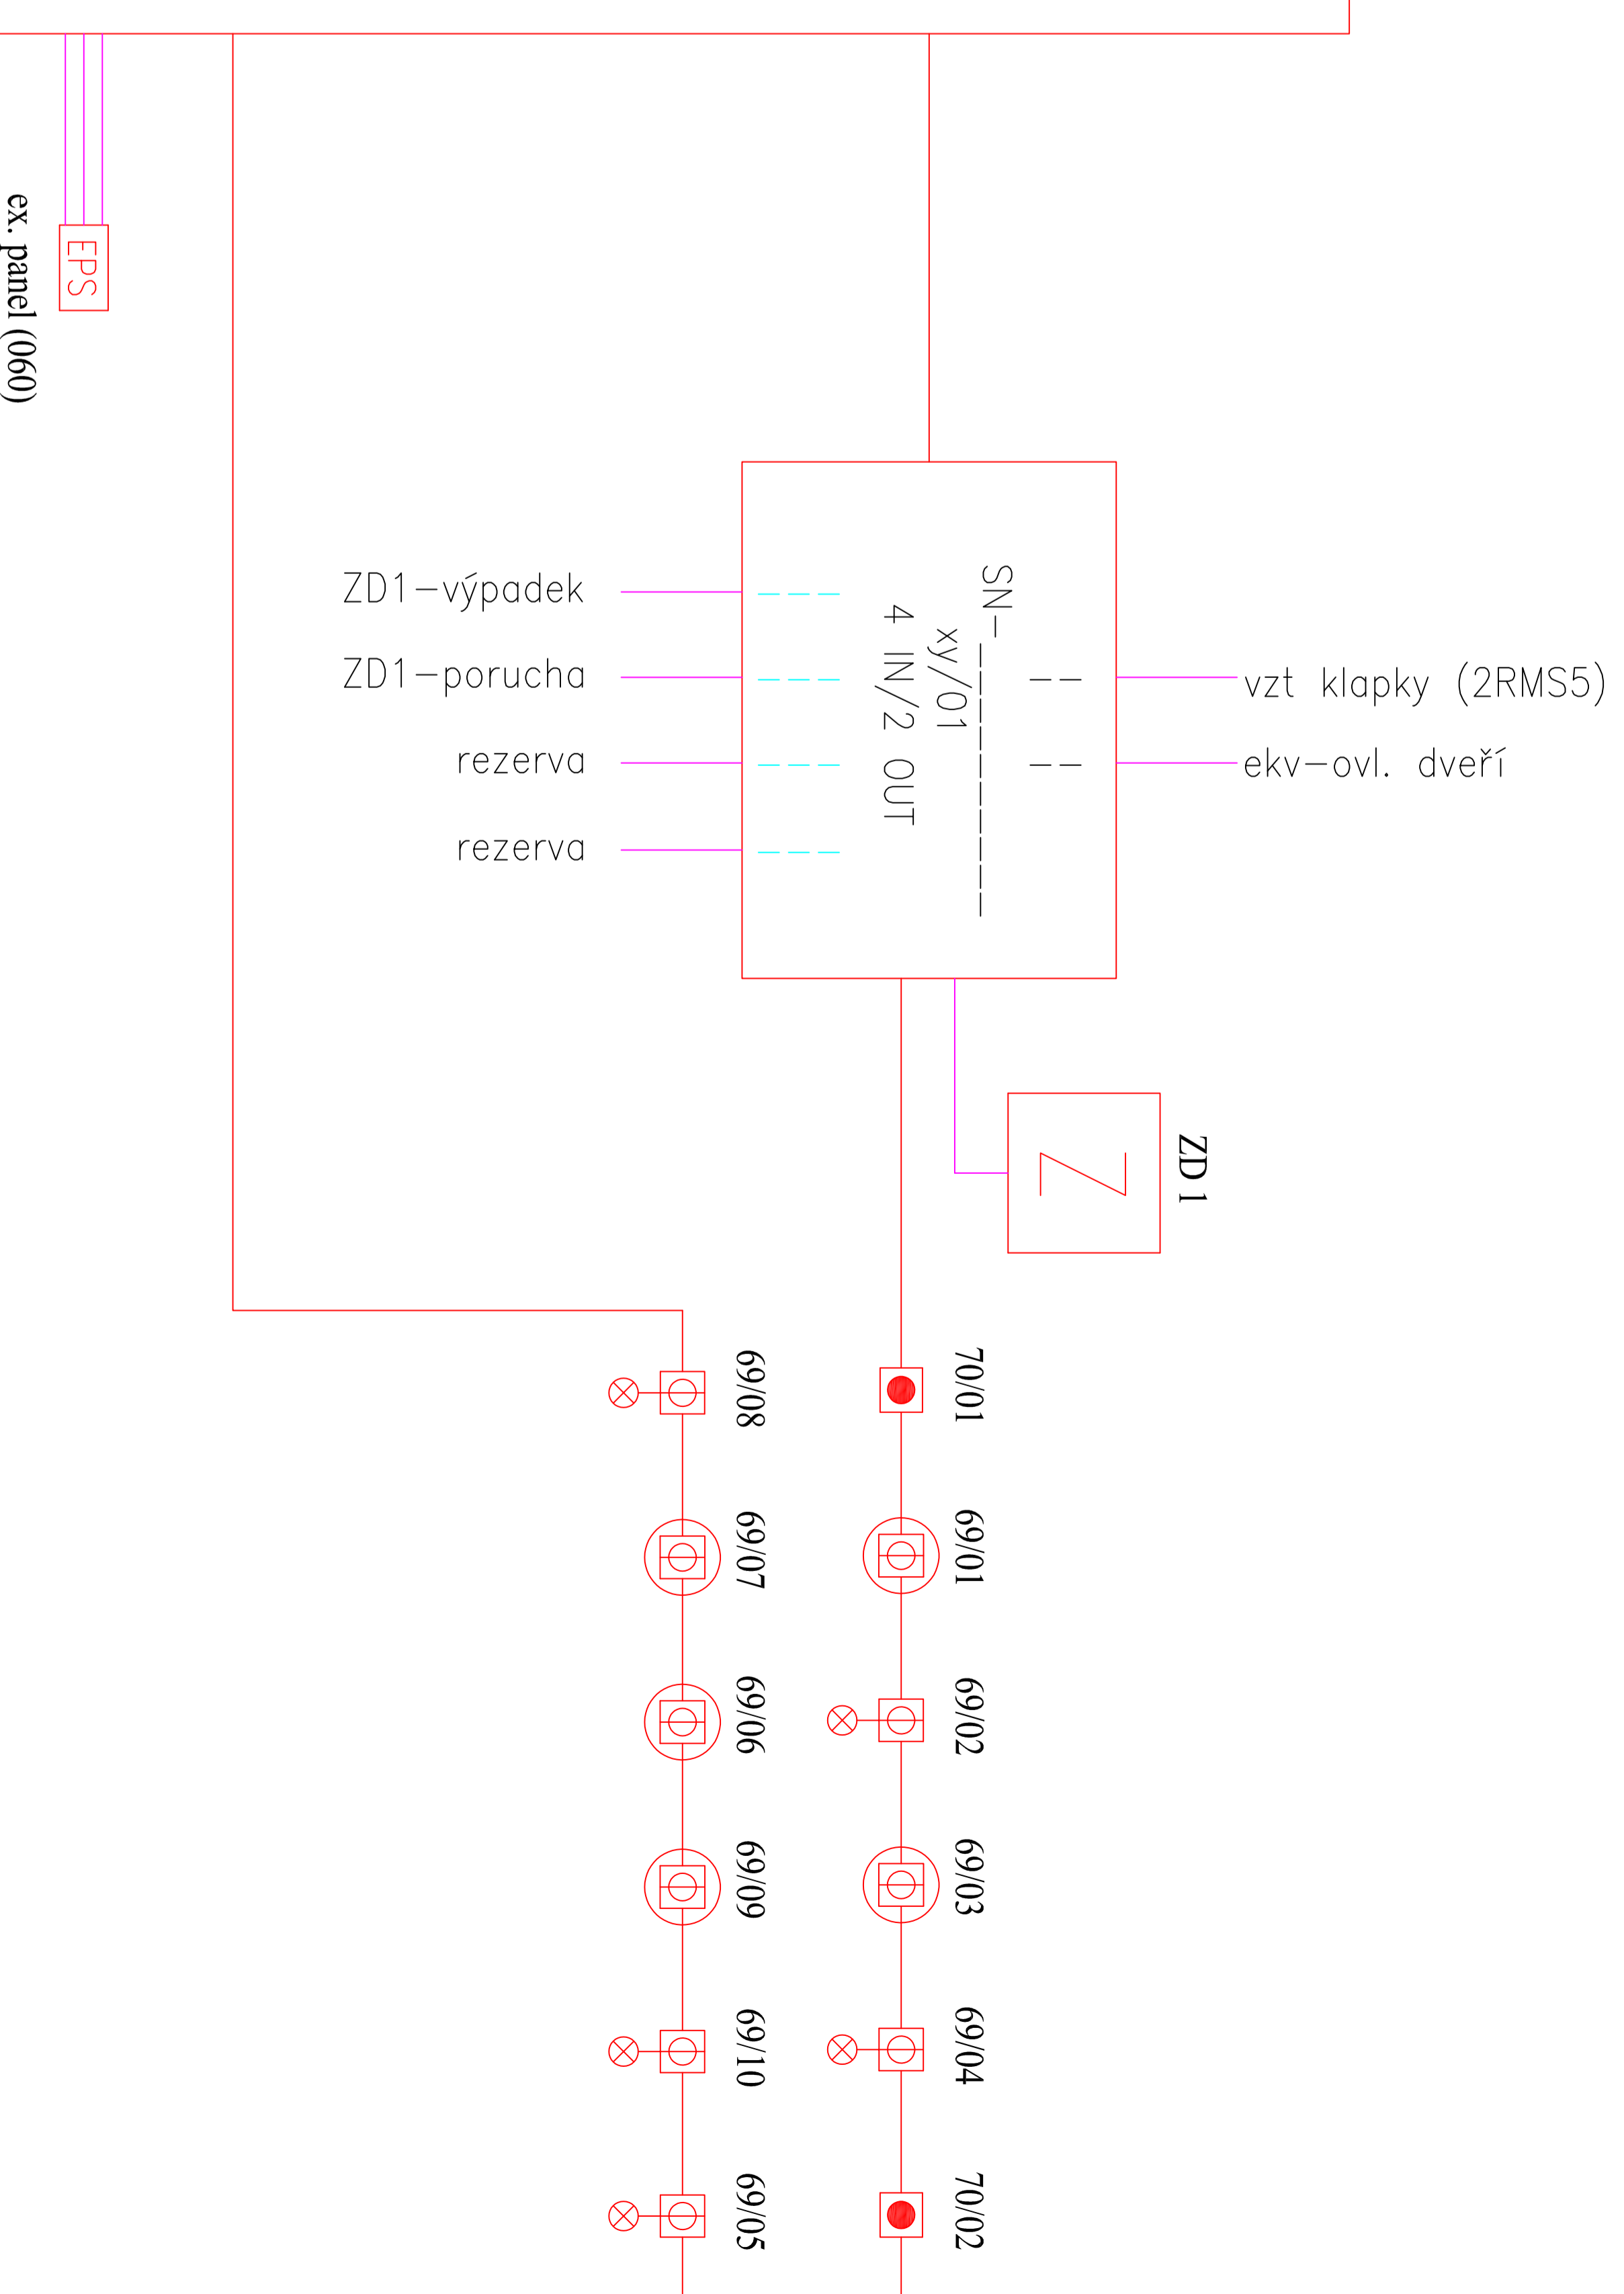 ex. panel (060)
EPS
vzt klapky (2RMS5)
ekv-ovl. dveří
SN-__________
xy/01
4 IN/2 OUT
ZD1-výpadek
ZD1-porucha
rezerva
rezerva
ZD 1
Z
70/01
69/01
69/02
69/03
69/04
70/02
69/08
69/07
69/06
69/09
69/10
69/05